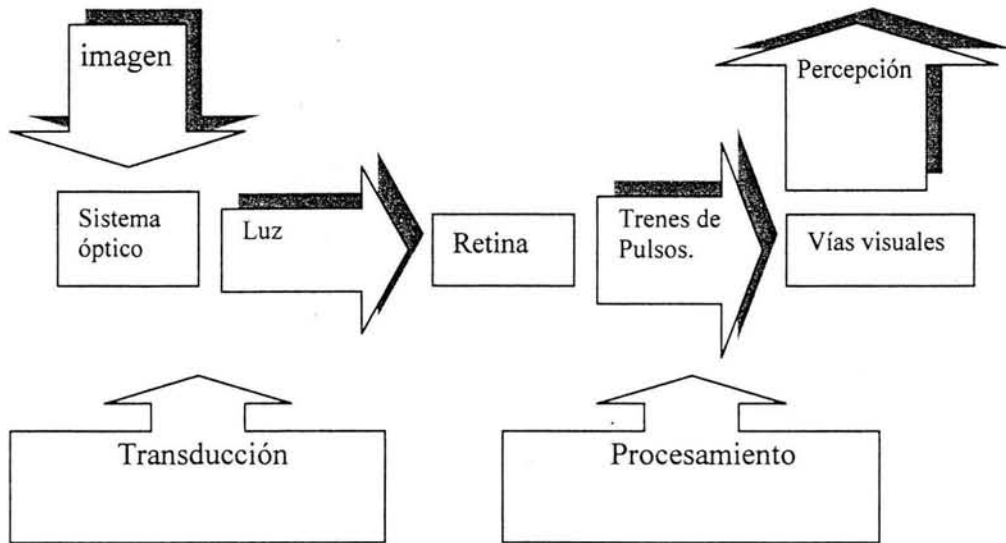 imagen
Percepción
Sistema
óptico
Luz
Retina
Trenes de
Pulsos.
Vías visuales
Transducción
Procesamiento